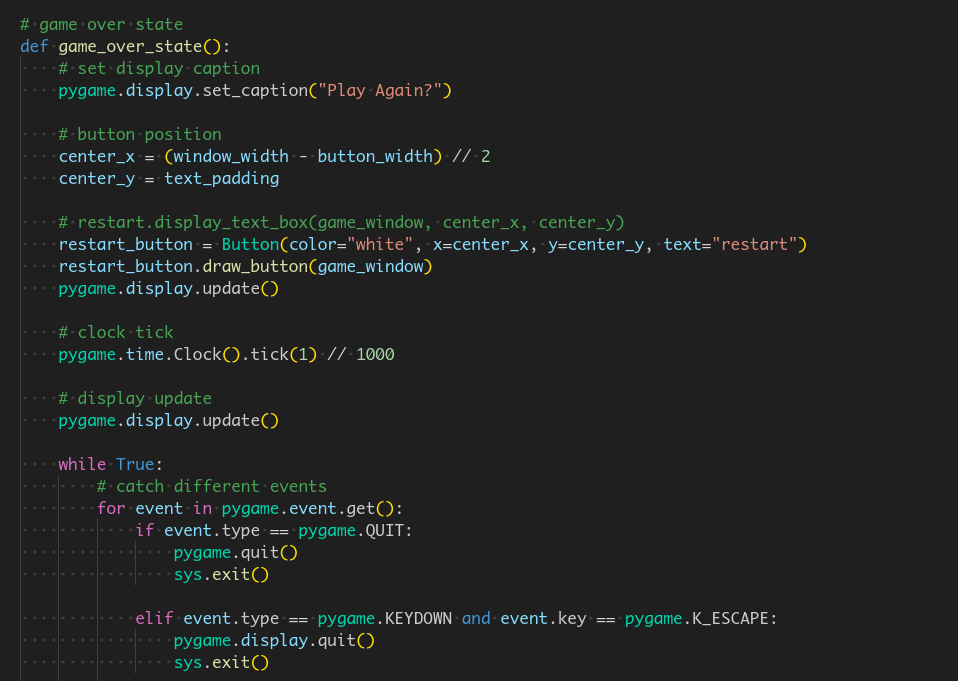 # game over state
def game_over_state():
    # set display caption
    pygame.display.set_caption("Play Again?")

    # button position
    center_x = (window_width - button_width) // 2
    center_y = text_padding

    # restart.display_text_box(game_window, center_x, center_y)
    restart_button = Button(color="white", x=center_x, y=center_y, text="restart")
    restart_button.draw_button(game_window)
    pygame.display.update()

    # clock tick
    pygame.time.Clock().tick(1) // 1000

    # display update
    pygame.display.update()

    while True:
        # catch different events
        for event in pygame.event.get():
            if event.type == pygame.QUIT:
                pygame.quit()
                sys.exit()

            elif event.type == pygame.KEYDOWN and event.key == pygame.K_ESCAPE:
                pygame.display.quit()
                sys.exit()